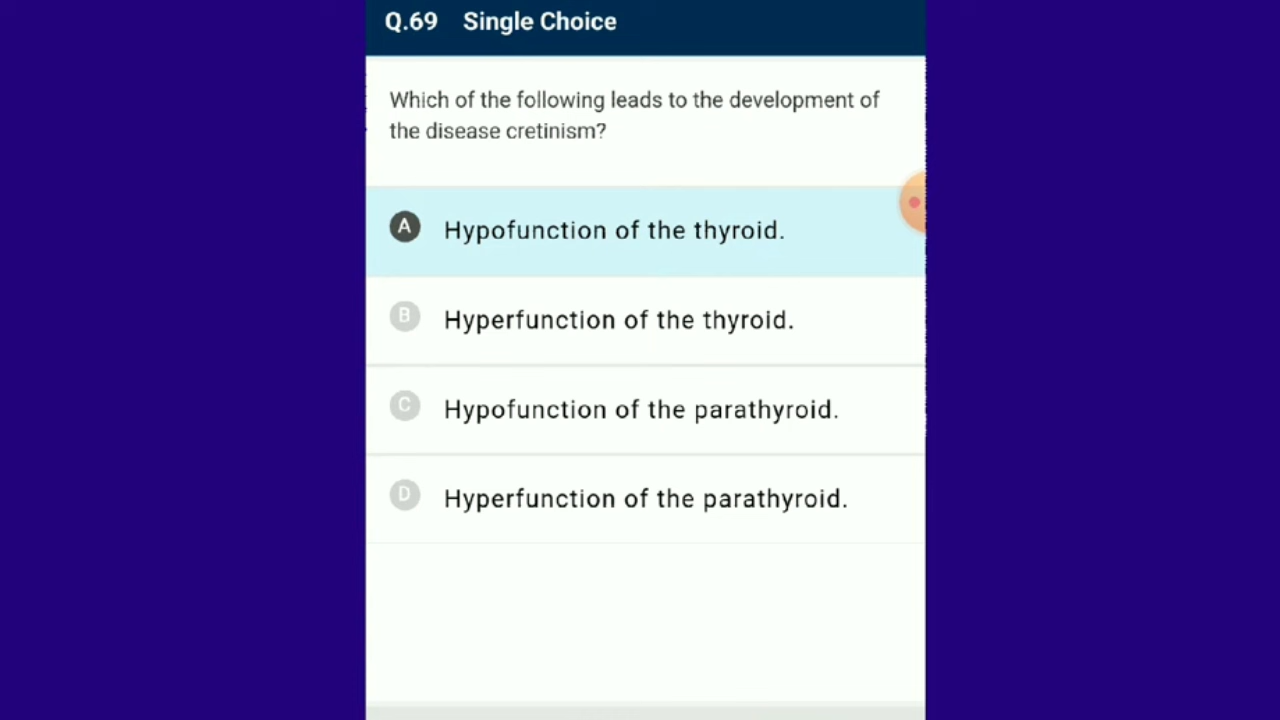 Q.69 Single Choice
Which of the following leads to the development of
the disease cretinism?
A Hypofunction of the thyroid.
B Hyperfunction of the thyroid.
C Hypofunction of the parathyroid.
D Hyperfunction of the parathyroid.